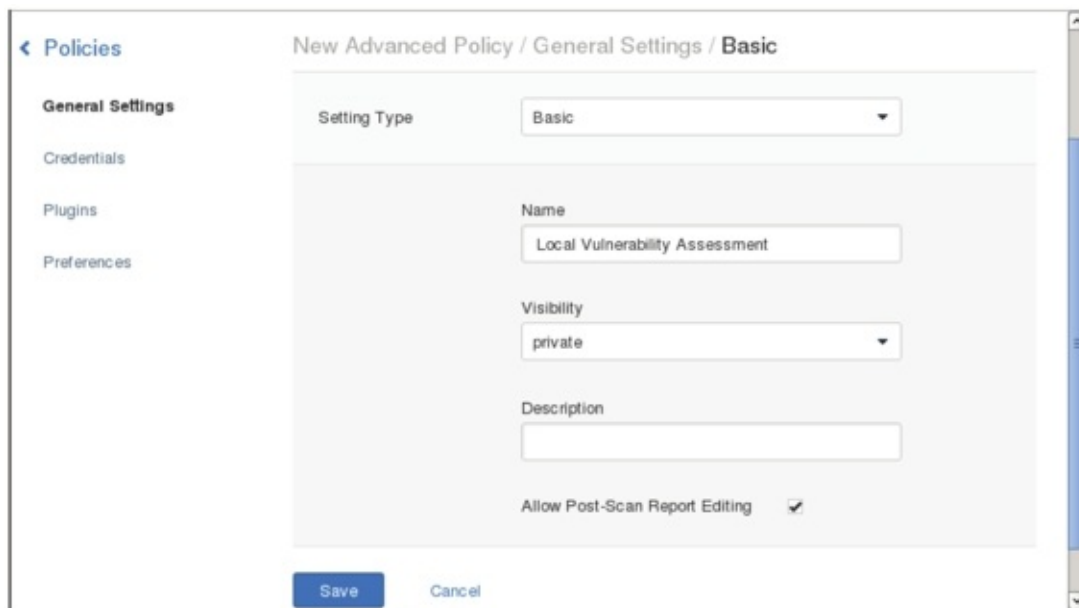 Policies
New Advanced Policy / General Settings / Basic
General Settings
Credentials
Plugins
Preferences
Setting Type
Basic
Name
Local Vulnerability Assessment
Visibility
private
Description
Allow Post-Scan Report Editing
Save
Cancel